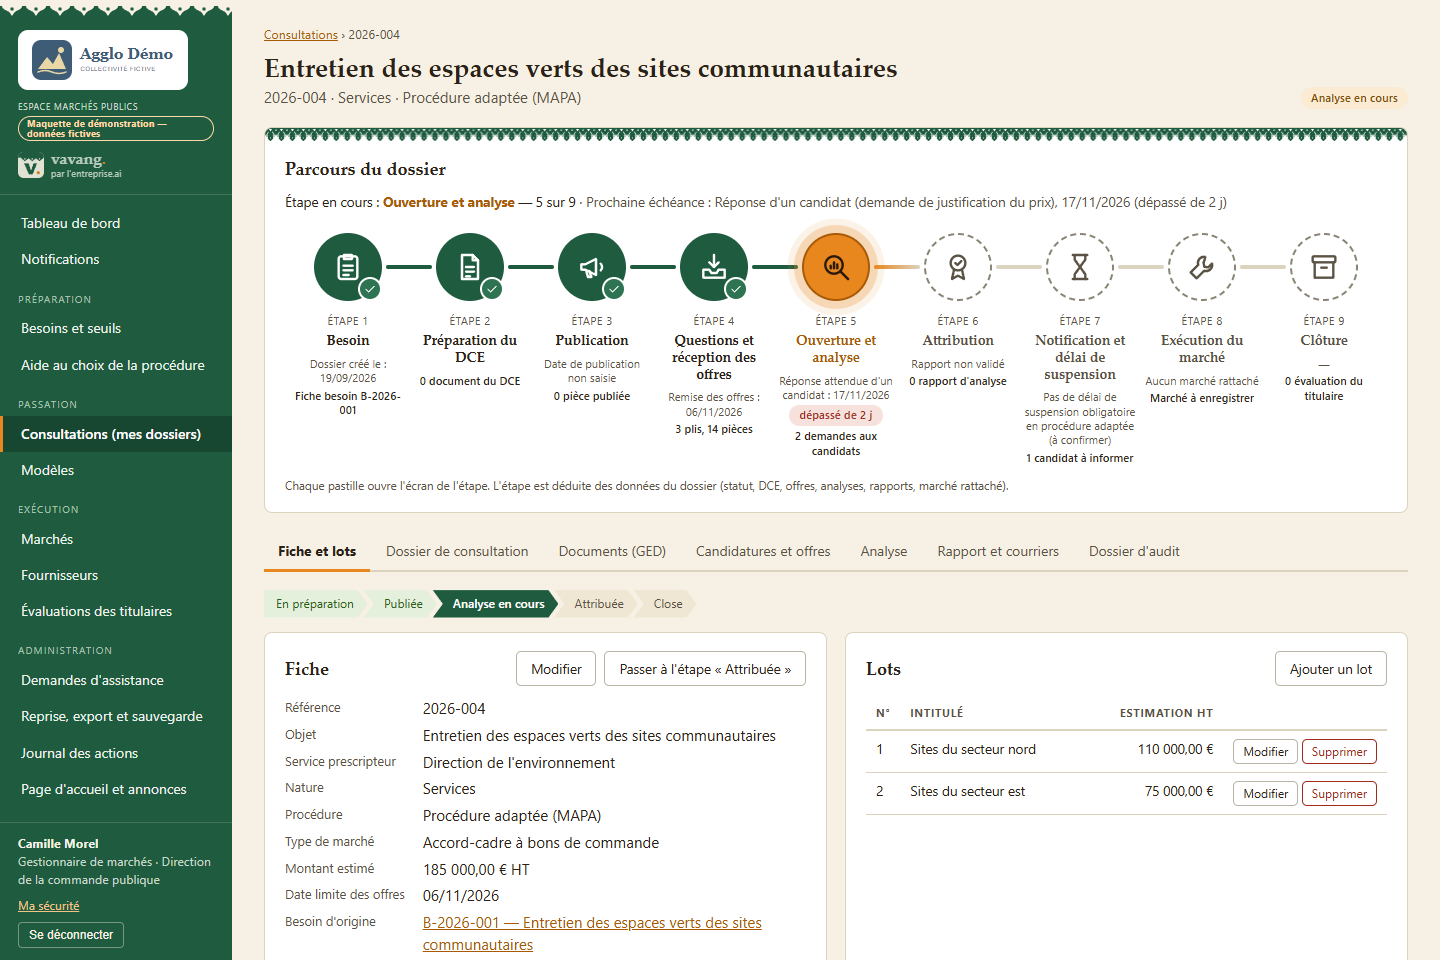 Agglo Démo
COLLECTIVITÉ FICTIVE
ESPACE MARCHÉS PUBLICS
Maquette de démonstration —
données fictives
vavang.
par l'entreprise.ai
Tableau de bord
Notifications
PRÉPARATION
Besoins et seuils
Aide au choix de la procédure
PASSATION
Consultations (mes dossiers)
Modèles
EXÉCUTION
Marchés
Fournisseurs
Évaluations des titulaires
ADMINISTRATION
Demandes d'assistance
Reprise, export et sauvegarde
Journal des actions
Page d'accueil et annonces
Camille Morel
Gestionnaire de marchés · Direction
de la commande publique
Ma sécurité
Se déconnecter
Consultations › 2026-004
Entretien des espaces verts des sites communautaires
2026-004 · Services · Procédure adaptée (MAPA)
Analyse en cours
Parcours du dossier
Étape en cours : Ouverture et analyse — 5 sur 9 · Prochaine échéance : Réponse d'un candidat (demande de justification du prix), 17/11/2026 (dépassé de 2 j)
ÉTAPE 1
Besoin
Dossier créé le :
19/09/2026
Fiche besoin B-2026-
001
ÉTAPE 2
Préparation du
DCE
0 document du DCE
ÉTAPE 3
Publication
Date de publication
non saisie
0 pièce publiée
ÉTAPE 4
Questions et
réception des
offres
Remise des offres :
06/11/2026
3 plis, 14 pièces
ÉTAPE 5
Ouverture et
analyse
Réponse attendue d'un
candidat : 17/11/2026
dépassé de 2 j
2 demandes aux
candidats
ÉTAPE 6
Attribution
Rapport non validé
0 rapport d'analyse
ÉTAPE 7
Notification et
délai de
suspension
Pas de délai de
suspension obligatoire
en procédure adaptée
(à confirmer)
1 candidat à informer
ÉTAPE 8
Exécution du
marché
Aucun marché rattaché
Marché à enregistrer
ÉTAPE 9
Clôture
—
0 évaluation du
titulaire
Chaque pastille ouvre l'écran de l'étape. L'étape est déduite des données du dossier (statut, DCE, offres, analyses, rapports, marché rattaché).
Fiche et lots
Dossier de consultation
Documents (GED)
Candidatures et offres
Analyse
Rapport et courriers
Dossier d'audit
En préparation
Publiée
Analyse en cours
Attribuée
Close
Fiche
Modifier
Passer à l'étape « Attribuée »
Référence
2026-004
Objet
Entretien des espaces verts des sites communautaires
Service prescripteur
Direction de l'environnement
Nature
Services
Procédure
Procédure adaptée (MAPA)
Type de marché
Accord-cadre à bons de commande
Montant estimé
185 000,00 € HT
Date limite des offres
06/11/2026
Besoin d'origine
B-2026-001 — Entretien des espaces verts des sites
communautaires
Lots
Ajouter un lot
N° INTITULÉ ESTIMATION HT
1 Sites du secteur nord 110 000,00 € Modifier Supprimer
2 Sites du secteur est 75 000,00 € Modifier Supprimer